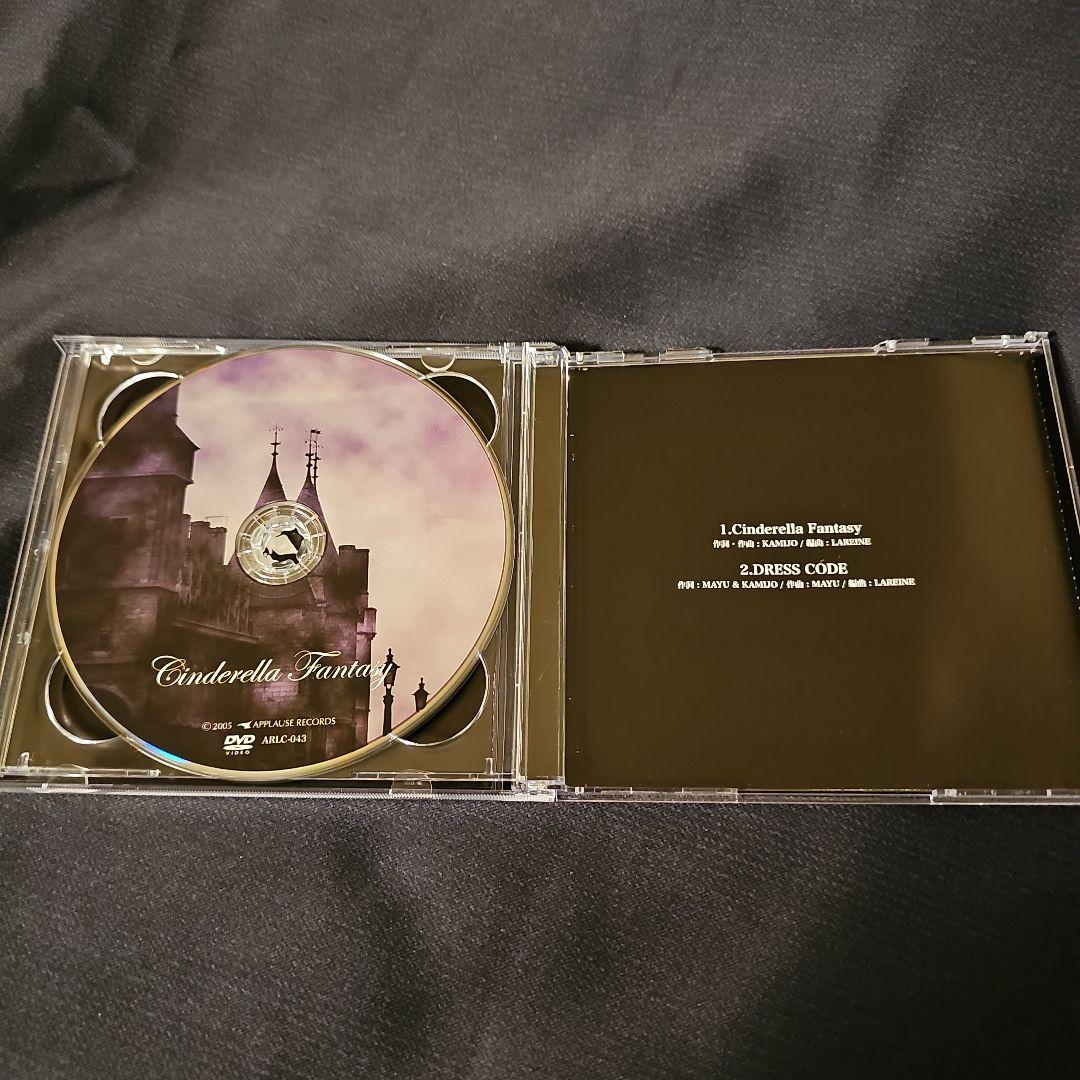 Cinderella Fantasy
© 2005 APPLAUSE RECORDS
DVD VIDEO ARLC-043
1.Cinderella Fantasy
作詞・作曲：KAMIJO / 編曲：LAREINE
2.DRESS CODE
作詞：MAYU & KAMIJO / 作曲：MAYU / 編曲：LAREINE